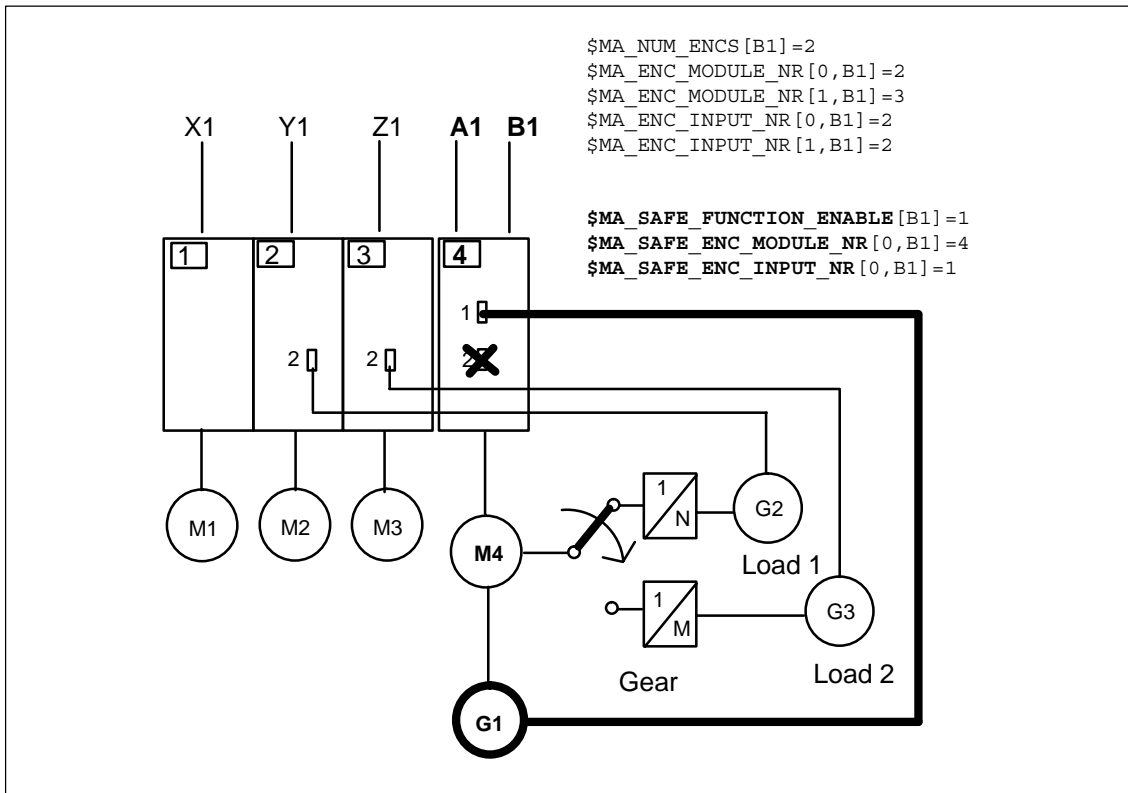 $MA_NUM_ENCS[B1]=2
$MA_ENC_MODULE_NR[0,B1]=2
$MA_ENC_MODULE_NR[1,B1]=3
$MA_ENC_INPUT_NR[0,B1]=2
$MA_ENC_INPUT_NR[1,B1]=2
$MA_SAFE_FUNCTION_ENABLE[B1]=1
$MA_SAFE_ENC_MODULE_NR[0,B1]=4
$MA_SAFE_ENC_INPUT_NR[0,B1]=1
X1 Y1 Z1 A1 B1
1 2 3 4
1
2 2 2
M1 M2 M3 M4
1
N
G2
Load 1
1
M
G3
Load 2
Gear
G1